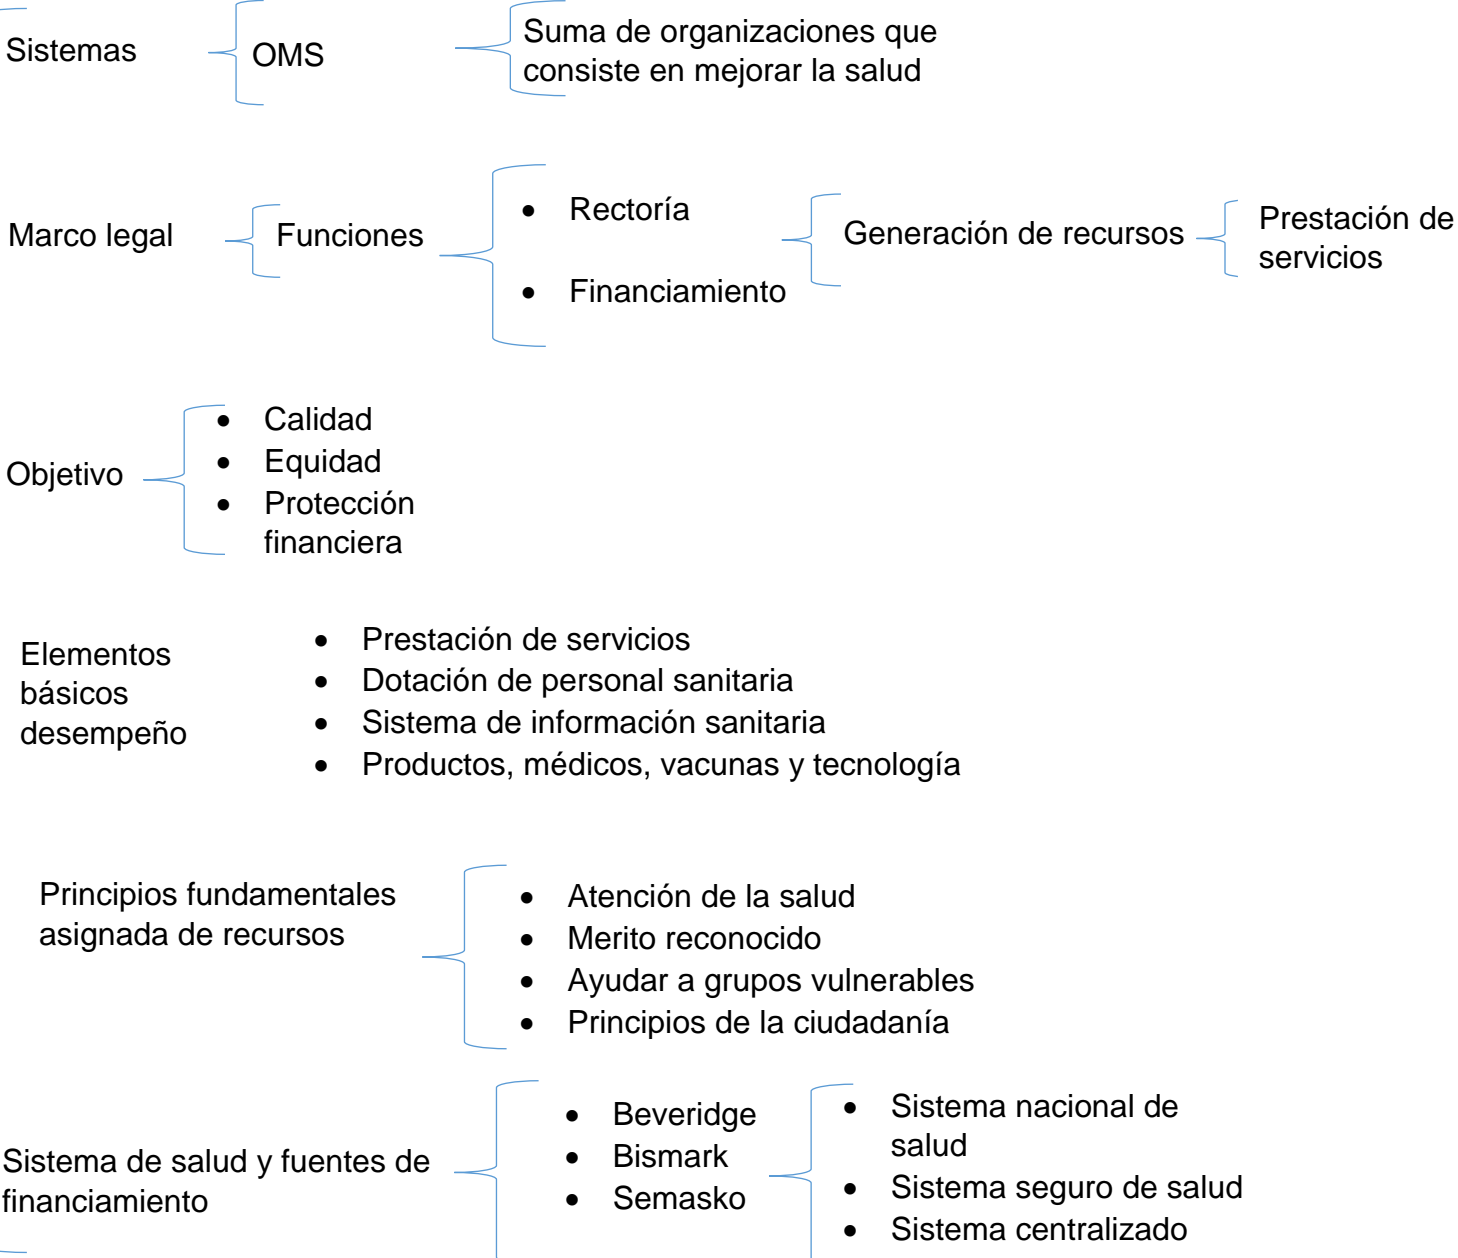 Sistemas
OMS
Suma de organizaciones que
consiste en mejorar la salud
Marco legal
Funciones
• Rectoría
• Financiamiento
Generación de recursos
Prestación de
servicios
Objetivo
• Calidad
• Equidad
• Protección
financiera
Elementos
básicos
desempeño
• Prestación de servicios
• Dotación de personal sanitaria
• Sistema de información sanitaria
• Productos, médicos, vacunas y tecnología
Principios fundamentales
asignada de recursos
• Atención de la salud
• Merito reconocido
• Ayudar a grupos vulnerables
• Principios de la ciudadanía
Sistema de salud y fuentes de
financiamiento
• Beveridge
• Bismark
• Semasko
• Sistema nacional de
salud
• Sistema seguro de salud
• Sistema centralizado